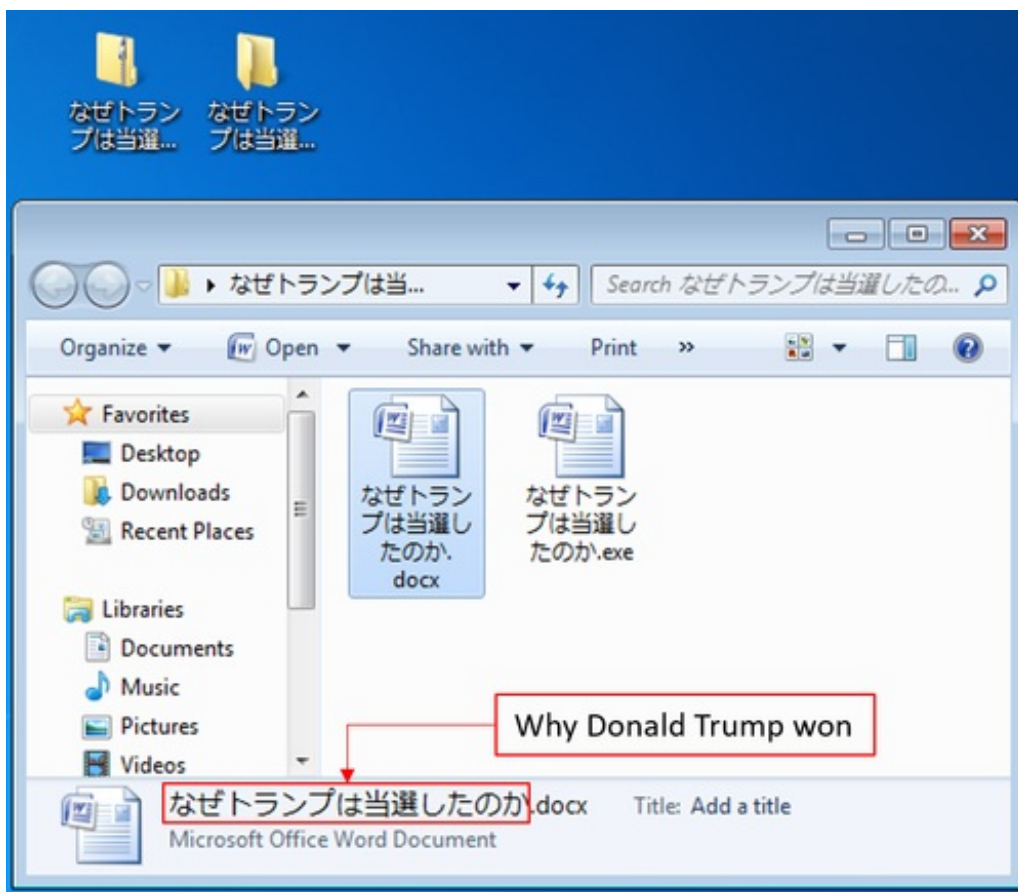 なぜトラン
プは当選...
なぜトラン
プは当選...
なぜトランプは当...
Search なぜトランプは当選したの...
Organize
Open
Share with
Print
»
Favorites
Desktop
Downloads
Recent Places
Libraries
Documents
Music
Pictures
Videos
なぜトラン
プは当選し
たのか.
docx
なぜトラン
プは当選し
たのか.exe
Why Donald Trump won
なぜトランプは当選したのか.docx Title: Add a title
Microsoft Office Word Document